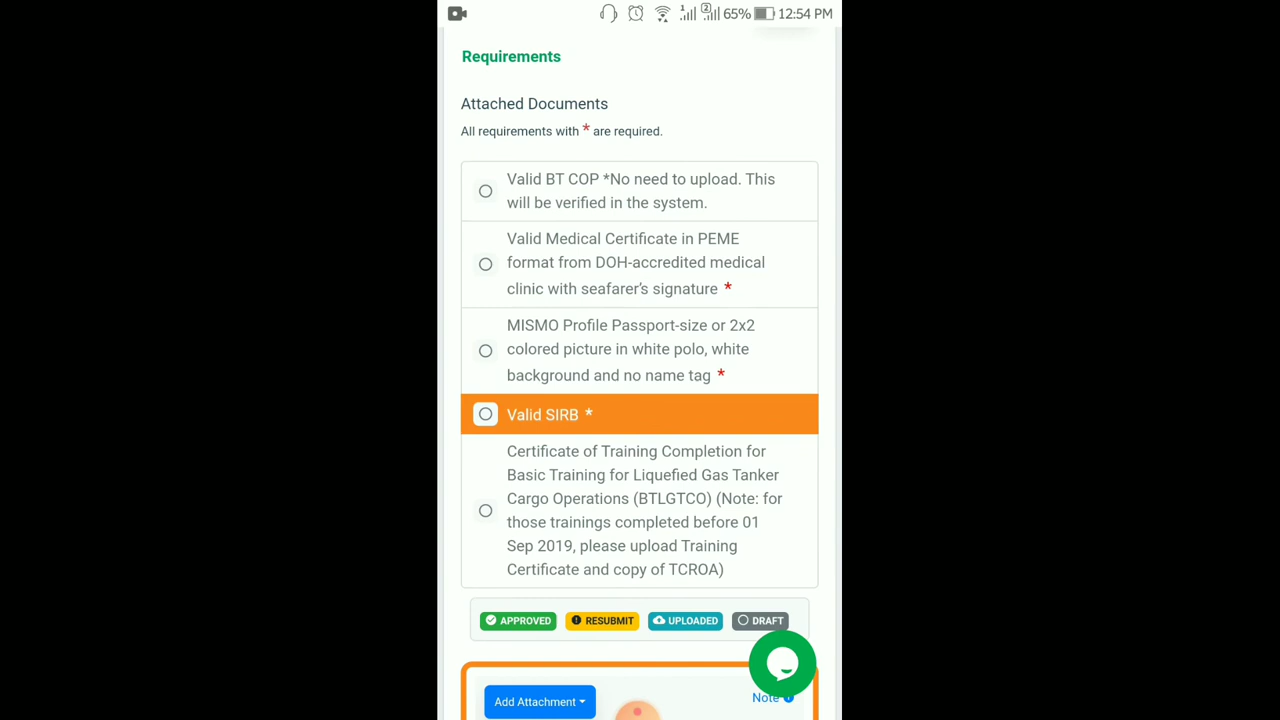 1 2 65% 12:54 PM
Requirements
Attached Documents
All requirements with * are required.
Valid BT COP *No need to upload. This
will be verified in the system.
Valid Medical Certificate in PEME
format from DOH-accredited medical
clinic with seafarer's signature *
MISMO Profile Passport-size or 2x2
colored picture in white polo, white
background and no name tag *
Valid SIRB *
Certificate of Training Completion for
Basic Training for Liquefied Gas Tanker
Cargo Operations (BTLGTCO) (Note: for
those trainings completed before 01
Sep 2019, please upload Training
Certificate and copy of TCROA)
APPROVED RESUBMIT UPLOADED DRAFT
Add Attachment Note